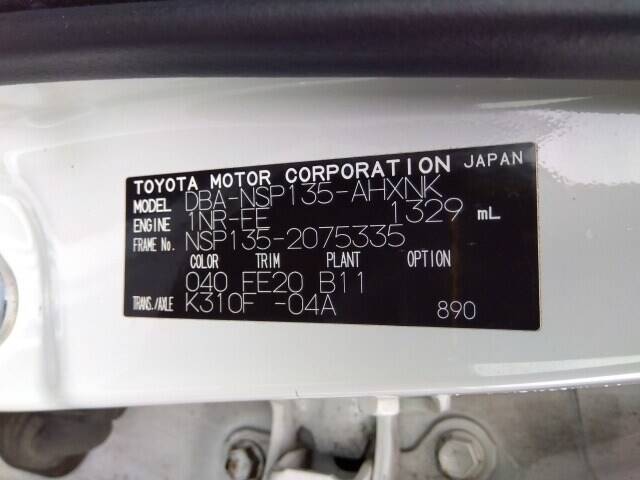 TOYOTA MOTOR CORPORATION JAPAN
MODEL DBA-NSP135-AHXNK
ENGINE 1NR-FE 1329 mL
FRAME No. NSP135-2075335
COLOR TRIM PLANT OPTION
040 FE20 B11
TRANS./AXLE K310F -04A 890